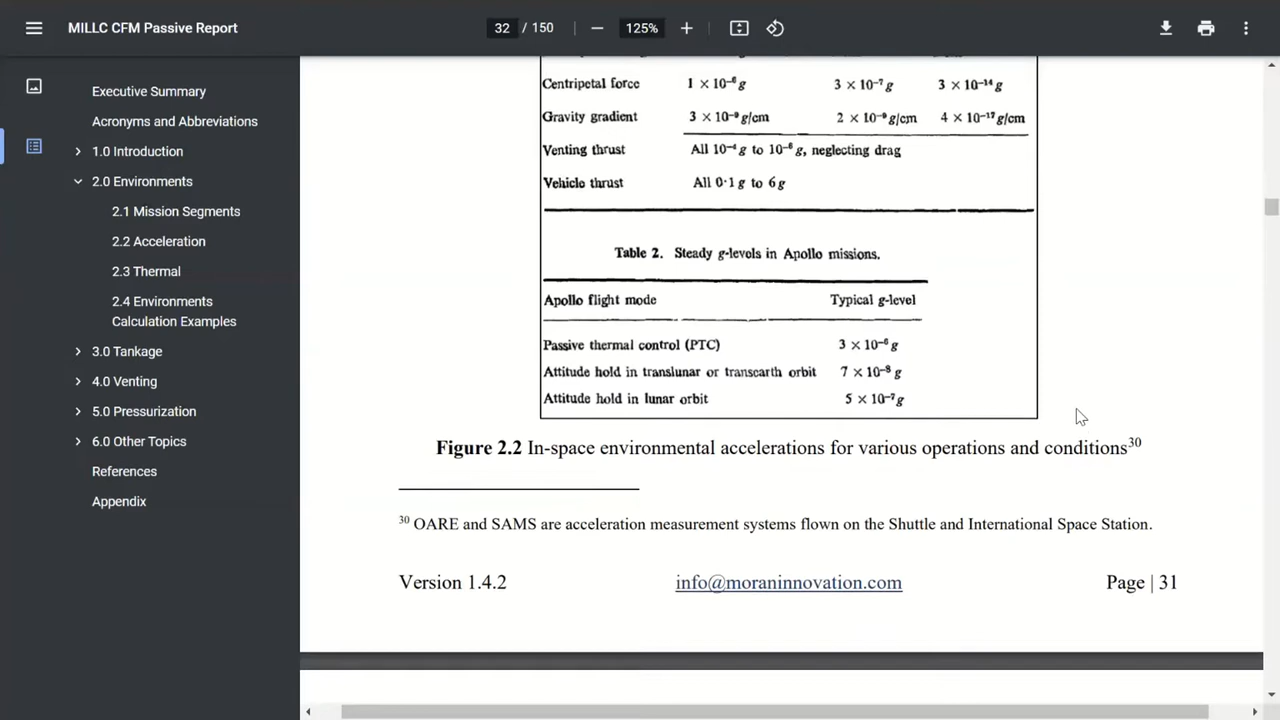 MILLC CFM Passive Report
32 / 150
125%
Executive Summary
Acronyms and Abbreviations
1.0 Introduction
2.0 Environments
2.1 Mission Segments
2.2 Acceleration
2.3 Thermal
2.4 Environments
Calculation Examples
3.0 Tankage
4.0 Venting
5.0 Pressurization
6.0 Other Topics
References
Appendix
Centripetal force 1 × 10⁻⁶ g 3 × 10⁻⁷ g 3 × 10⁻¹⁴ g
Gravity gradient 3 × 10⁻⁹ g/cm 2 × 10⁻⁹ g/cm 4 × 10⁻¹⁷ g/cm
Venting thrust All 10⁻⁴ g to 10⁻⁶ g, neglecting drag
Vehicle thrust All 0·1 g to 6 g
Table 2. Steady g-levels in Apollo missions.
Apollo flight mode Typical g-level
Passive thermal control (PTC) 3 × 10⁻⁶ g
Attitude hold in translunar or transearth orbit 7 × 10⁻⁸ g
Attitude hold in lunar orbit 5 × 10⁻⁷ g
Figure 2.2 In-space environmental accelerations for various operations and conditions³⁰
³⁰ OARE and SAMS are acceleration measurement systems flown on the Shuttle and International Space Station.
Version 1.4.2 info@moraninnovation.com Page | 31